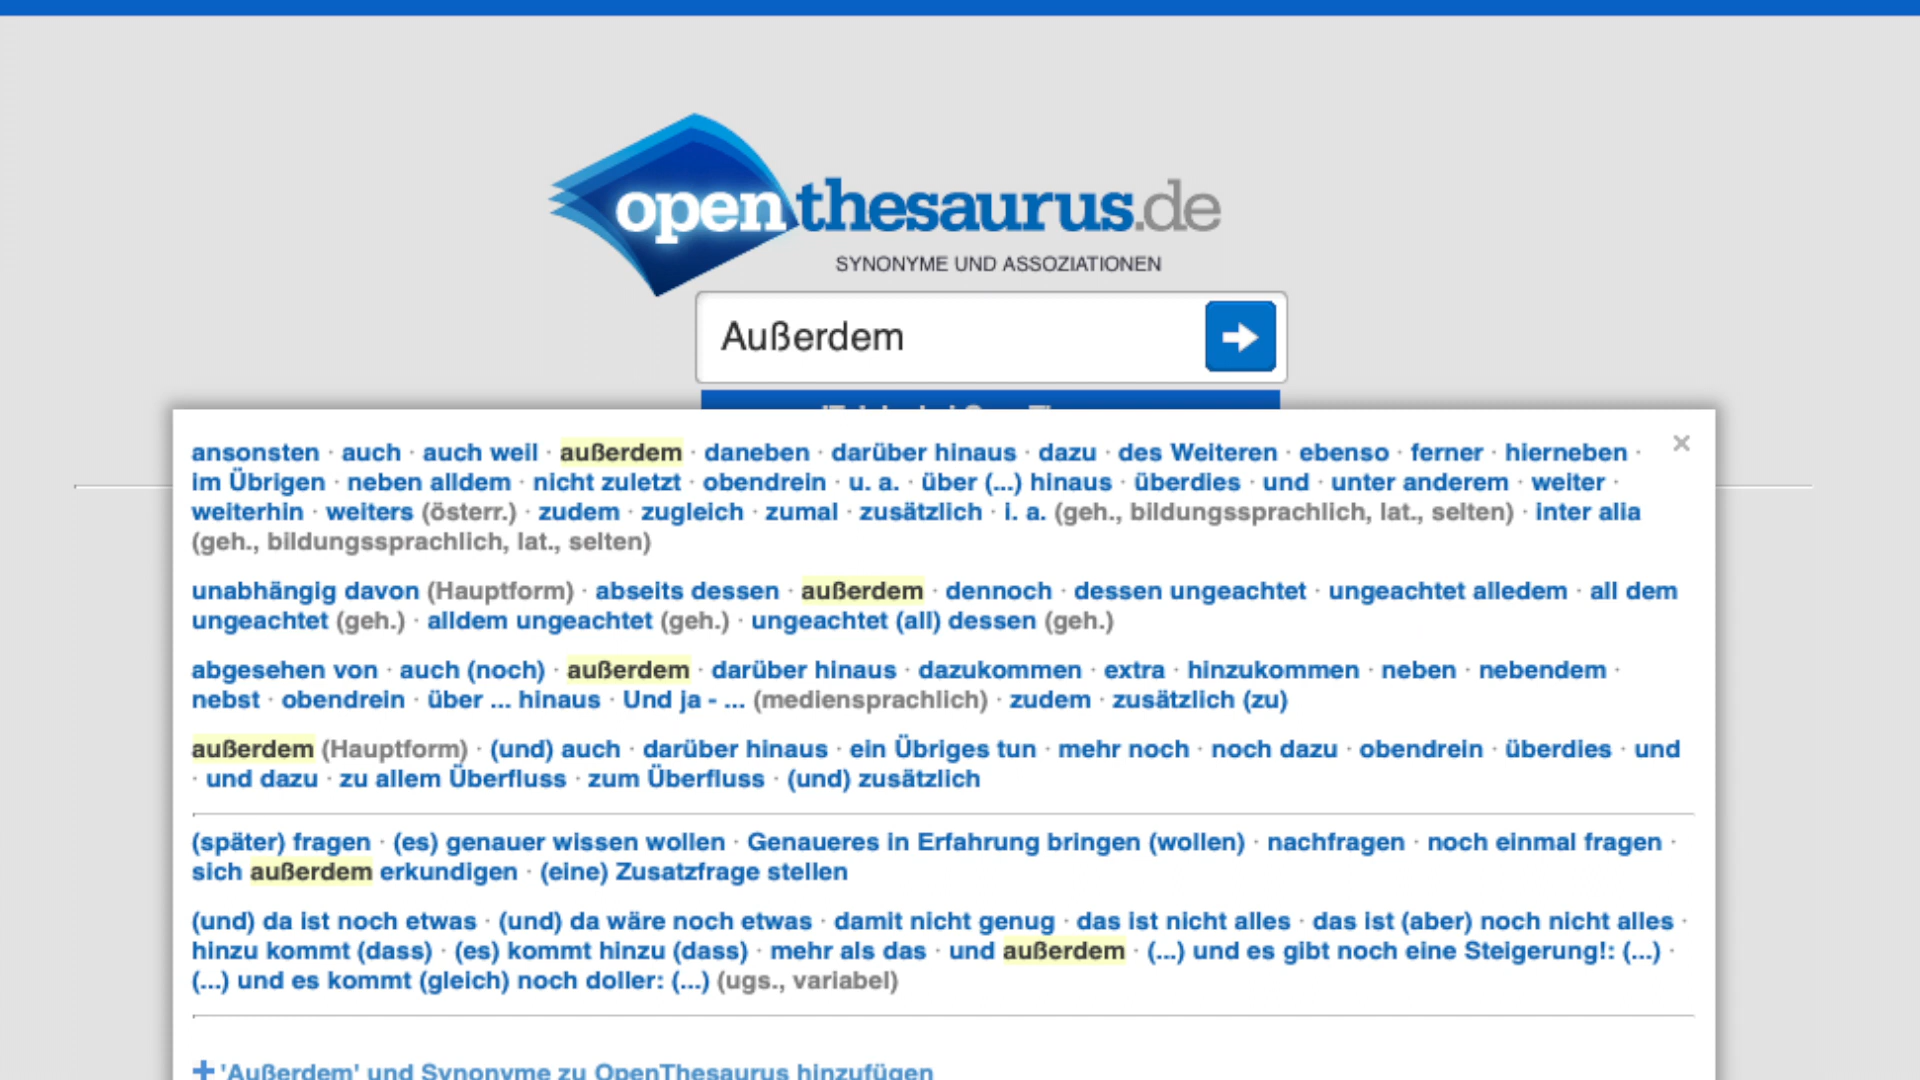 openthesaurus.de
SYNONYME UND ASSOZIATIONEN
Außerdem
ansonsten · auch · auch weil · außerdem · daneben · darüber hinaus · dazu · des Weiteren · ebenso · ferner · hierneben ·
im Übrigen · neben alldem · nicht zuletzt · obendrein · u. a. · über (...) hinaus · überdies · und · unter anderem · weiter ·
weiterhin · weiters (österr.) · zudem · zugleich · zumal · zusätzlich · i. a. (geh., bildungssprachlich, lat., selten) · inter alia
(geh., bildungssprachlich, lat., selten)
unabhängig davon (Hauptform) · abseits dessen · außerdem · dennoch · dessen ungeachtet · ungeachtet alledem · all dem
ungeachtet (geh.) · alldem ungeachtet (geh.) · ungeachtet (all) dessen (geh.)
abgesehen von · auch (noch) · außerdem · darüber hinaus · dazukommen · extra · hinzukommen · neben · nebendem ·
nebst · obendrein · über ... hinaus · Und ja - ... (mediensprachlich) · zudem · zusätzlich (zu)
außerdem (Hauptform) · (und) auch · darüber hinaus · ein Übriges tun · mehr noch · noch dazu · obendrein · überdies · und
· und dazu · zu allem Überfluss · zum Überfluss · (und) zusätzlich
(später) fragen · (es) genauer wissen wollen · Genaueres in Erfahrung bringen (wollen) · nachfragen · noch einmal fragen ·
sich außerdem erkundigen · (eine) Zusatzfrage stellen
(und) da ist noch etwas · (und) da wäre noch etwas · damit nicht genug · das ist nicht alles · das ist (aber) noch nicht alles ·
hinzu kommt (dass) · (es) kommt hinzu (dass) · mehr als das · und außerdem · (...) und es gibt noch eine Steigerung!: (...) ·
(...) und es kommt (gleich) noch doller: (...) (ugs., variabel)
'Außerdem' und Synonyme zu OpenThesaurus hinzufügen